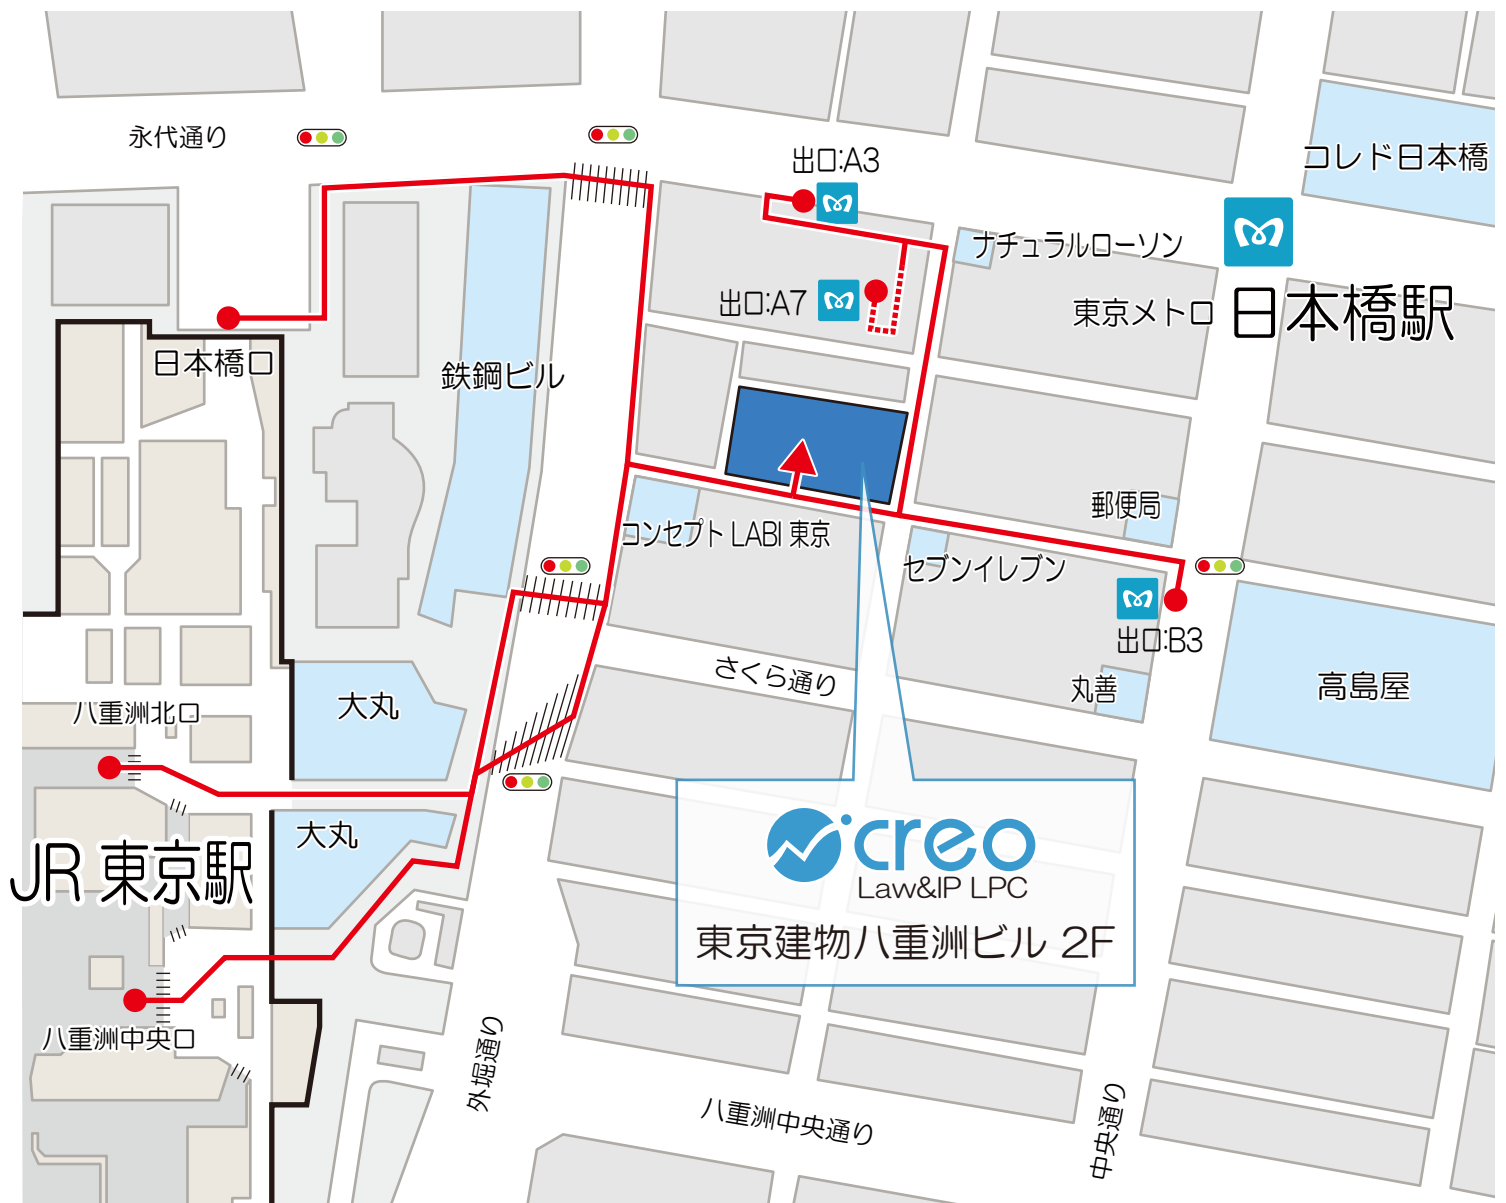 永代通り
出口:A3
コレド日本橋
ナチュラルローソン
出口:A7
東京メトロ 日本橋駅
日本橋口
鉄鋼ビル
郵便局
コンセプト LABI 東京
セブンイレブン
出口:B3
さくら通り
丸善
高島屋
大丸
八重洲北口
大丸
JR 東京駅
creo
Law&IP LPC
東京建物八重洲ビル 2F
八重洲中央口
外堀通り
八重洲中央通り
中央通り